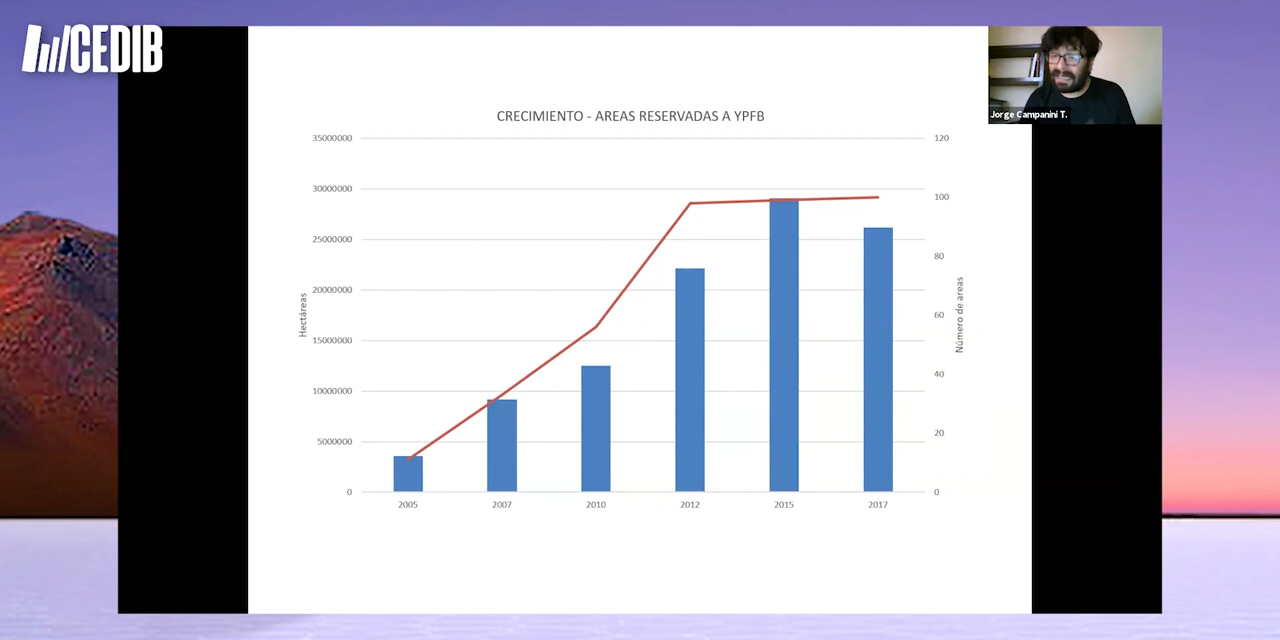 CEDIB
Jorge Campanini T.
CRECIMIENTO - AREAS RESERVADAS A YPFB
35000000
30000000
25000000
20000000
15000000
10000000
5000000
0
Hectáreas
120
100
80
60
40
20
0
Número de areas
2005 2007 2010 2012 2015 2017